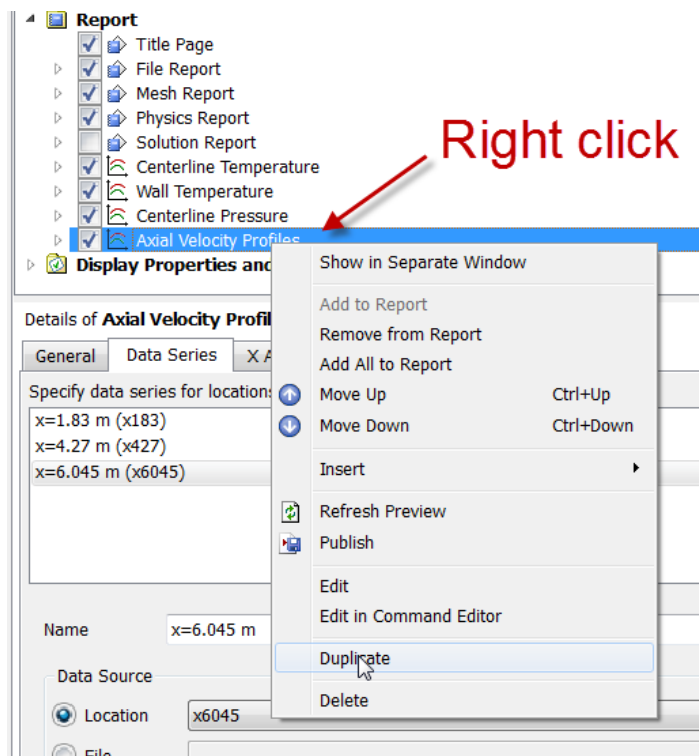 Report
Title Page
File Report
Mesh Report
Physics Report
Solution Report
Centerline Temperature
Wall Temperature
Centerline Pressure
Axial Velocity Profiles
Display Properties and
Right click
Show in Separate Window
Add to Report
Remove from Report
Add All to Report
Move Up Ctrl+Up
Move Down Ctrl+Down
Insert
Refresh Preview
Publish
Edit
Edit in Command Editor
Duplicate
Delete
Details of Axial Velocity Profil
General Data Series X A
Specify data series for location
x=1.83 m (x183)
x=4.27 m (x427)
x=6.045 m (x6045)
Name x=6.045 m
Data Source
Location x6045
File